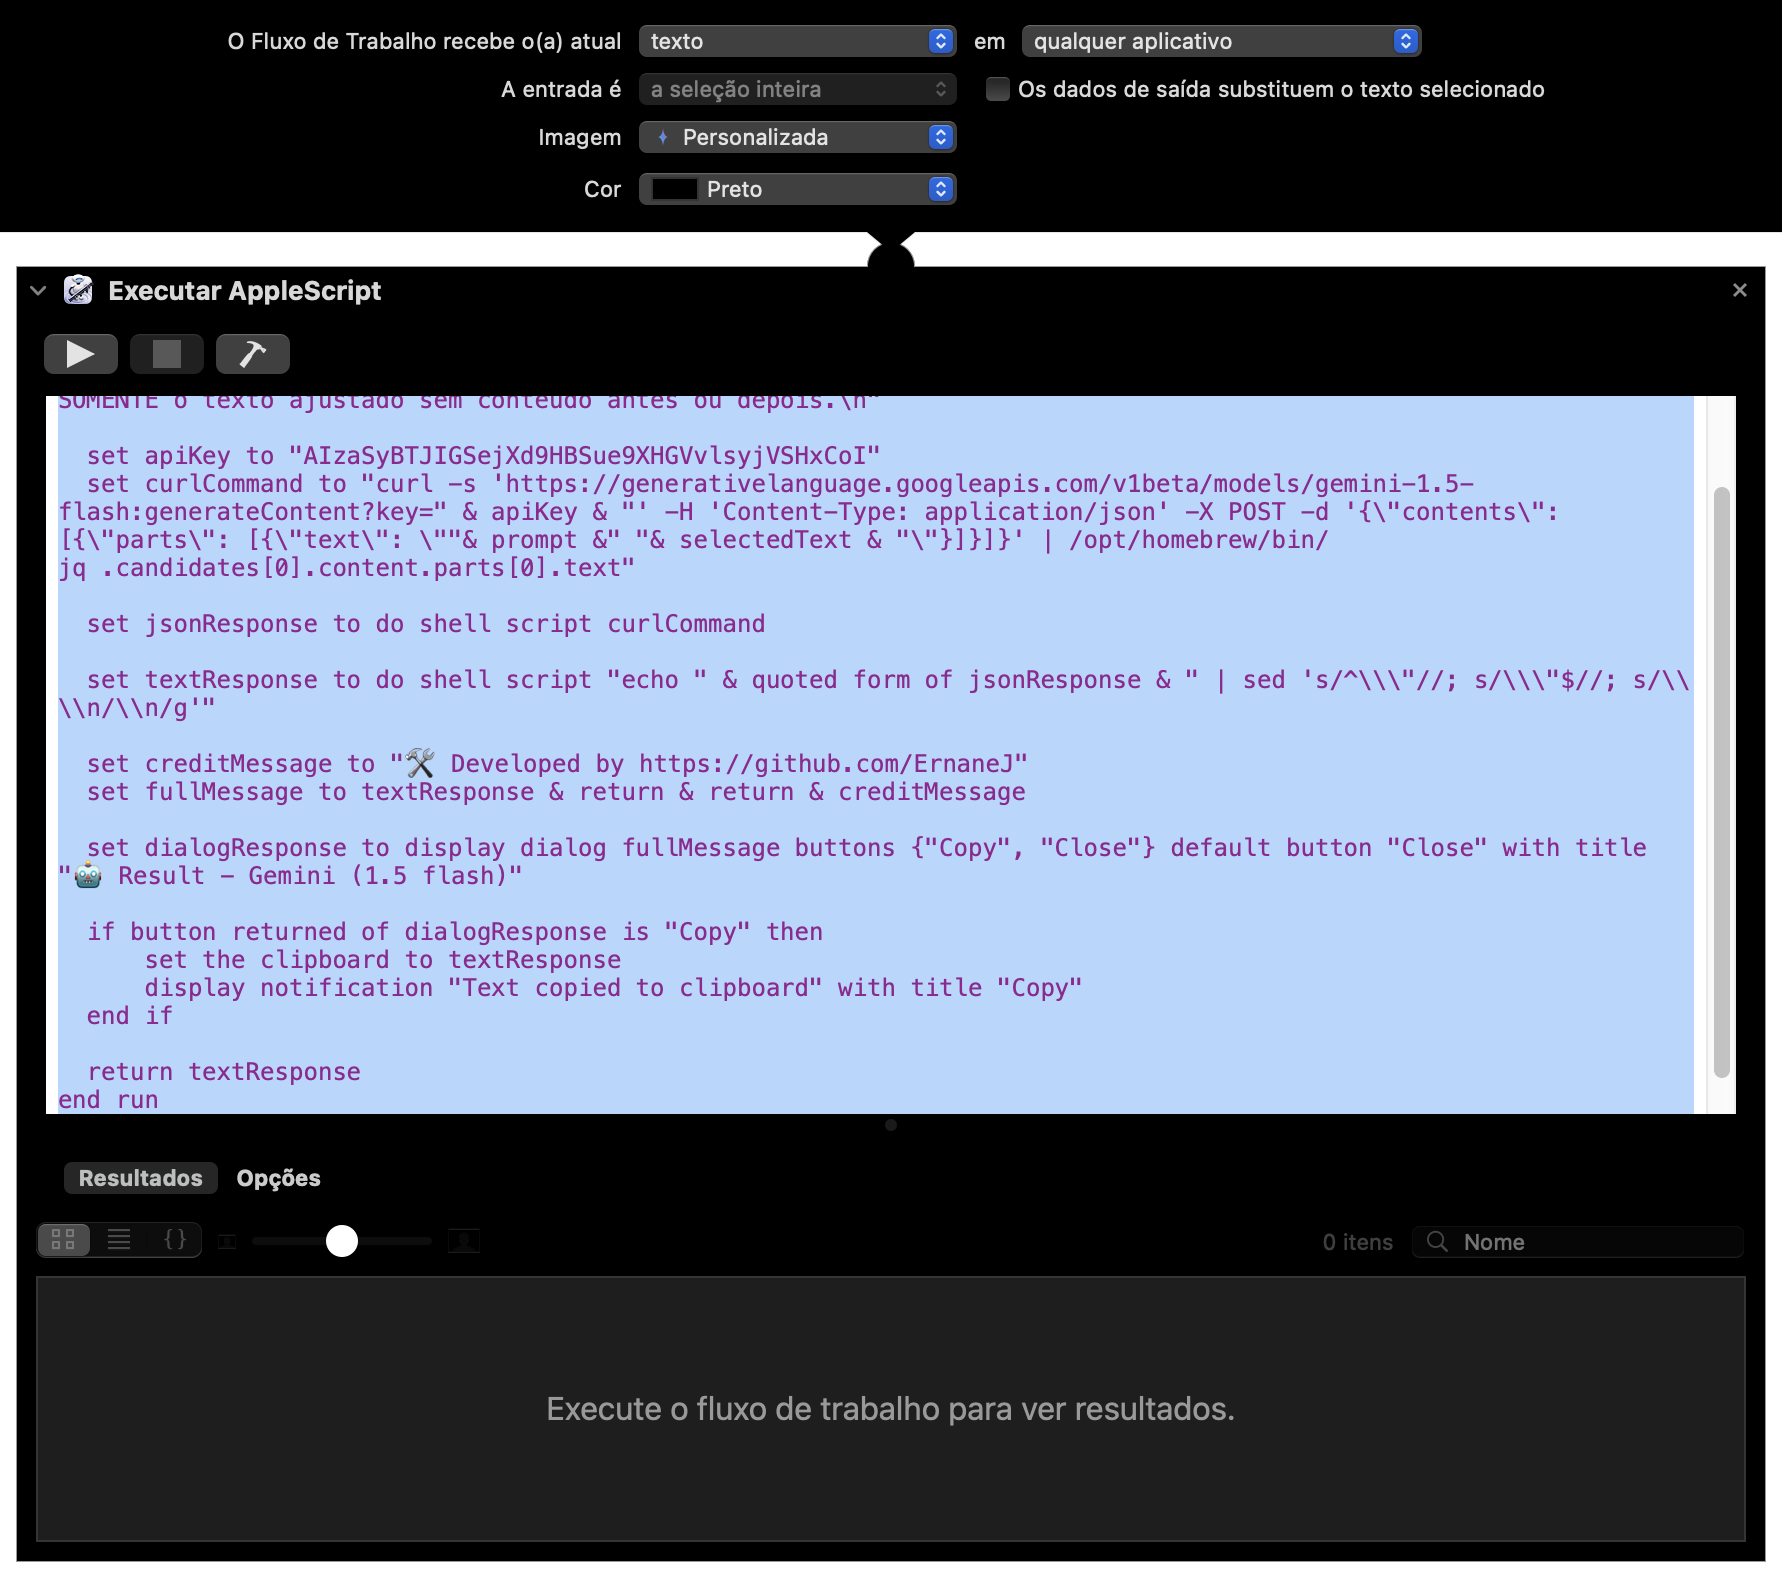 O Fluxo de Trabalho recebe o(a) atual texto em qualquer aplicativo
A entrada é a seleção inteira Os dados de saída substituem o texto selecionado
Imagem Personalizada
Cor Preto
Executar AppleScript
SOMENTE o texto ajustado sem conteúdo antes ou depois.\n"
set apiKey to "AIzaSyBTJIGSejXd9HBSue9XHGVvlsyjVSHxCoI"
set curlCommand to "curl -s 'https://generativelanguage.googleapis.com/v1beta/models/gemini-1.5-
flash:generateContent?key=" & apiKey & "' -H 'Content-Type: application/json' -X POST -d '{\"contents\":
[{\"parts\": [{\"text\": \""& prompt &" "& selectedText & "\"}]}]}' | /opt/homebrew/bin/
jq .candidates[0].content.parts[0].text"
set jsonResponse to do shell script curlCommand
set textResponse to do shell script "echo " & quoted form of jsonResponse & " | sed 's/^\\\"//; s/\\\"$//; s/\\
\\n/\\n/g'"
set creditMessage to "🛠️ Developed by https://github.com/ErnaneJ"
set fullMessage to textResponse & return & return & creditMessage
set dialogResponse to display dialog fullMessage buttons {"Copy", "Close"} default button "Close" with title
"🤖 Result - Gemini (1.5 flash)"
if button returned of dialogResponse is "Copy" then
set the clipboard to textResponse
display notification "Text copied to clipboard" with title "Copy"
end if
return textResponse
end run
Resultados Opções
{} 0 itens Nome
Execute o fluxo de trabalho para ver resultados.